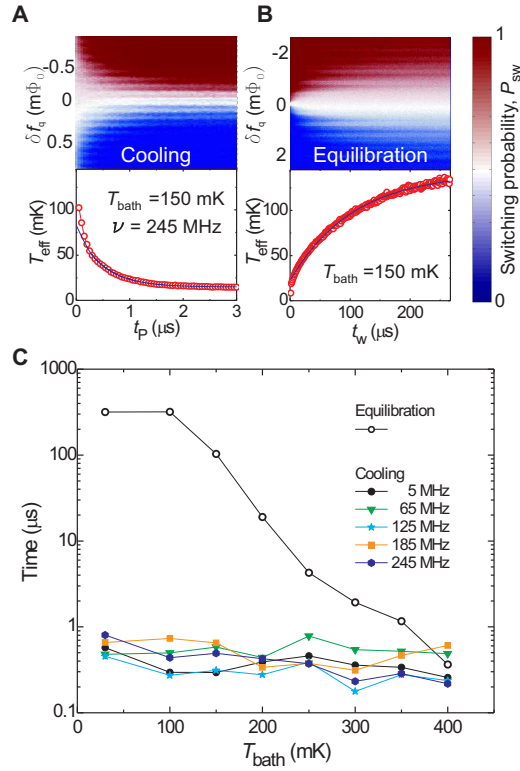 A
B
-0.5
0
0.5
δf_q (mΦ₀)
Cooling
-2
0
2
δf_q (mΦ₀)
Equilibration
1
0
Switching probability, P_sw
T_bath =150 mK
ν = 245 MHz
100
50
0
T_eff (mK)
0 1 2 3
t_P (μs)
T_bath =150 mK
100
50
0
T_eff (mK)
0 100 200
t_w (μs)
C
1000
100
10
1
0.1
Time (μs)
Equilibration
Cooling
5 MHz
65 MHz
125 MHz
185 MHz
245 MHz
0 100 200 300 400
T_bath (mK)